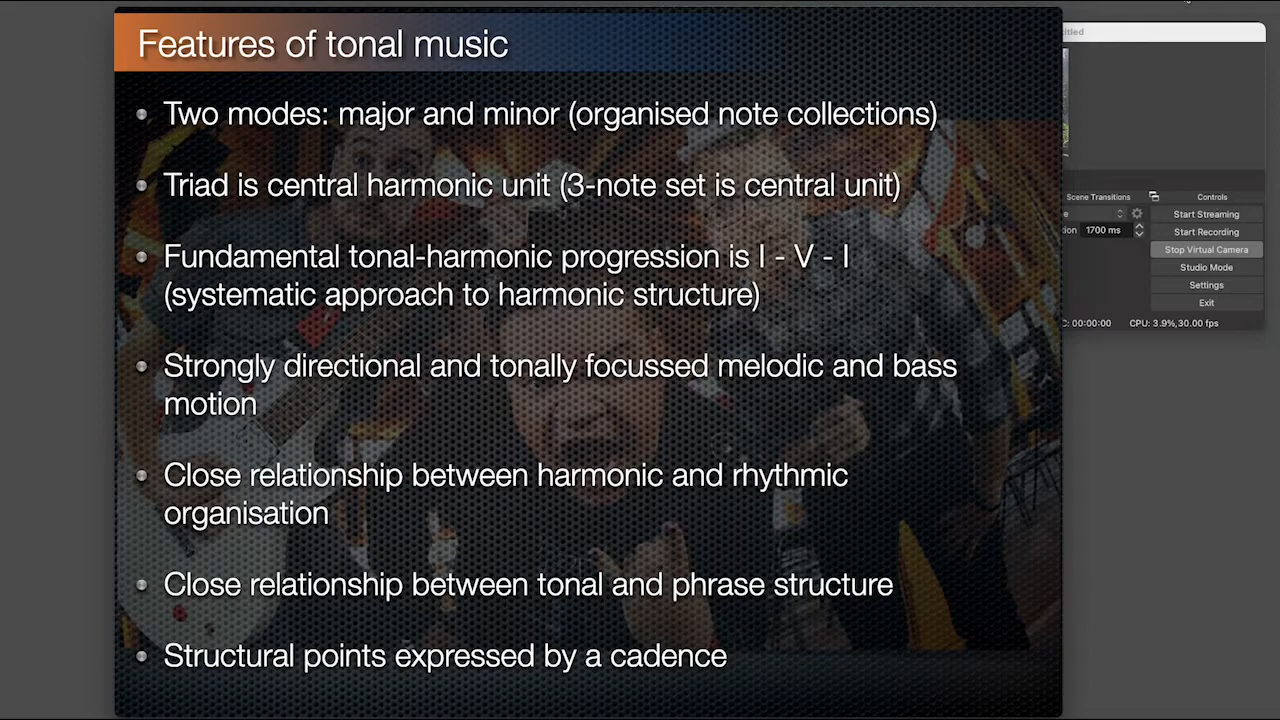 Features of tonal music
Two modes: major and minor (organised note collections)
Triad is central harmonic unit (3-note set is central unit)
Fundamental tonal-harmonic progression is I - V - I
(systematic approach to harmonic structure)
Strongly directional and tonally focussed melodic and bass
motion
Close relationship between harmonic and rhythmic
organisation
Close relationship between tonal and phrase structure
Structural points expressed by a cadence
Scene Transitions
1700 ms
Controls
Start Streaming
Start Recording
Stop Virtual Camera
Studio Mode
Settings
Exit
00:00:00 CPU: 3.9%,30.00 fps